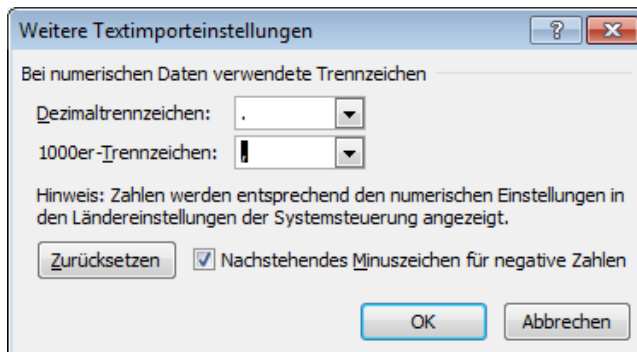 Weitere Textimporteinstellungen
?
Bei numerischen Daten verwendete Trennzeichen
Dezimaltrennzeichen: .
1000er-Trennzeichen: ,
Hinweis: Zahlen werden entsprechend den numerischen Einstellungen in
den Ländereinstellungen der Systemsteuerung angezeigt.
Zurücksetzen Nachstehendes Minuszeichen für negative Zahlen
OK Abbrechen